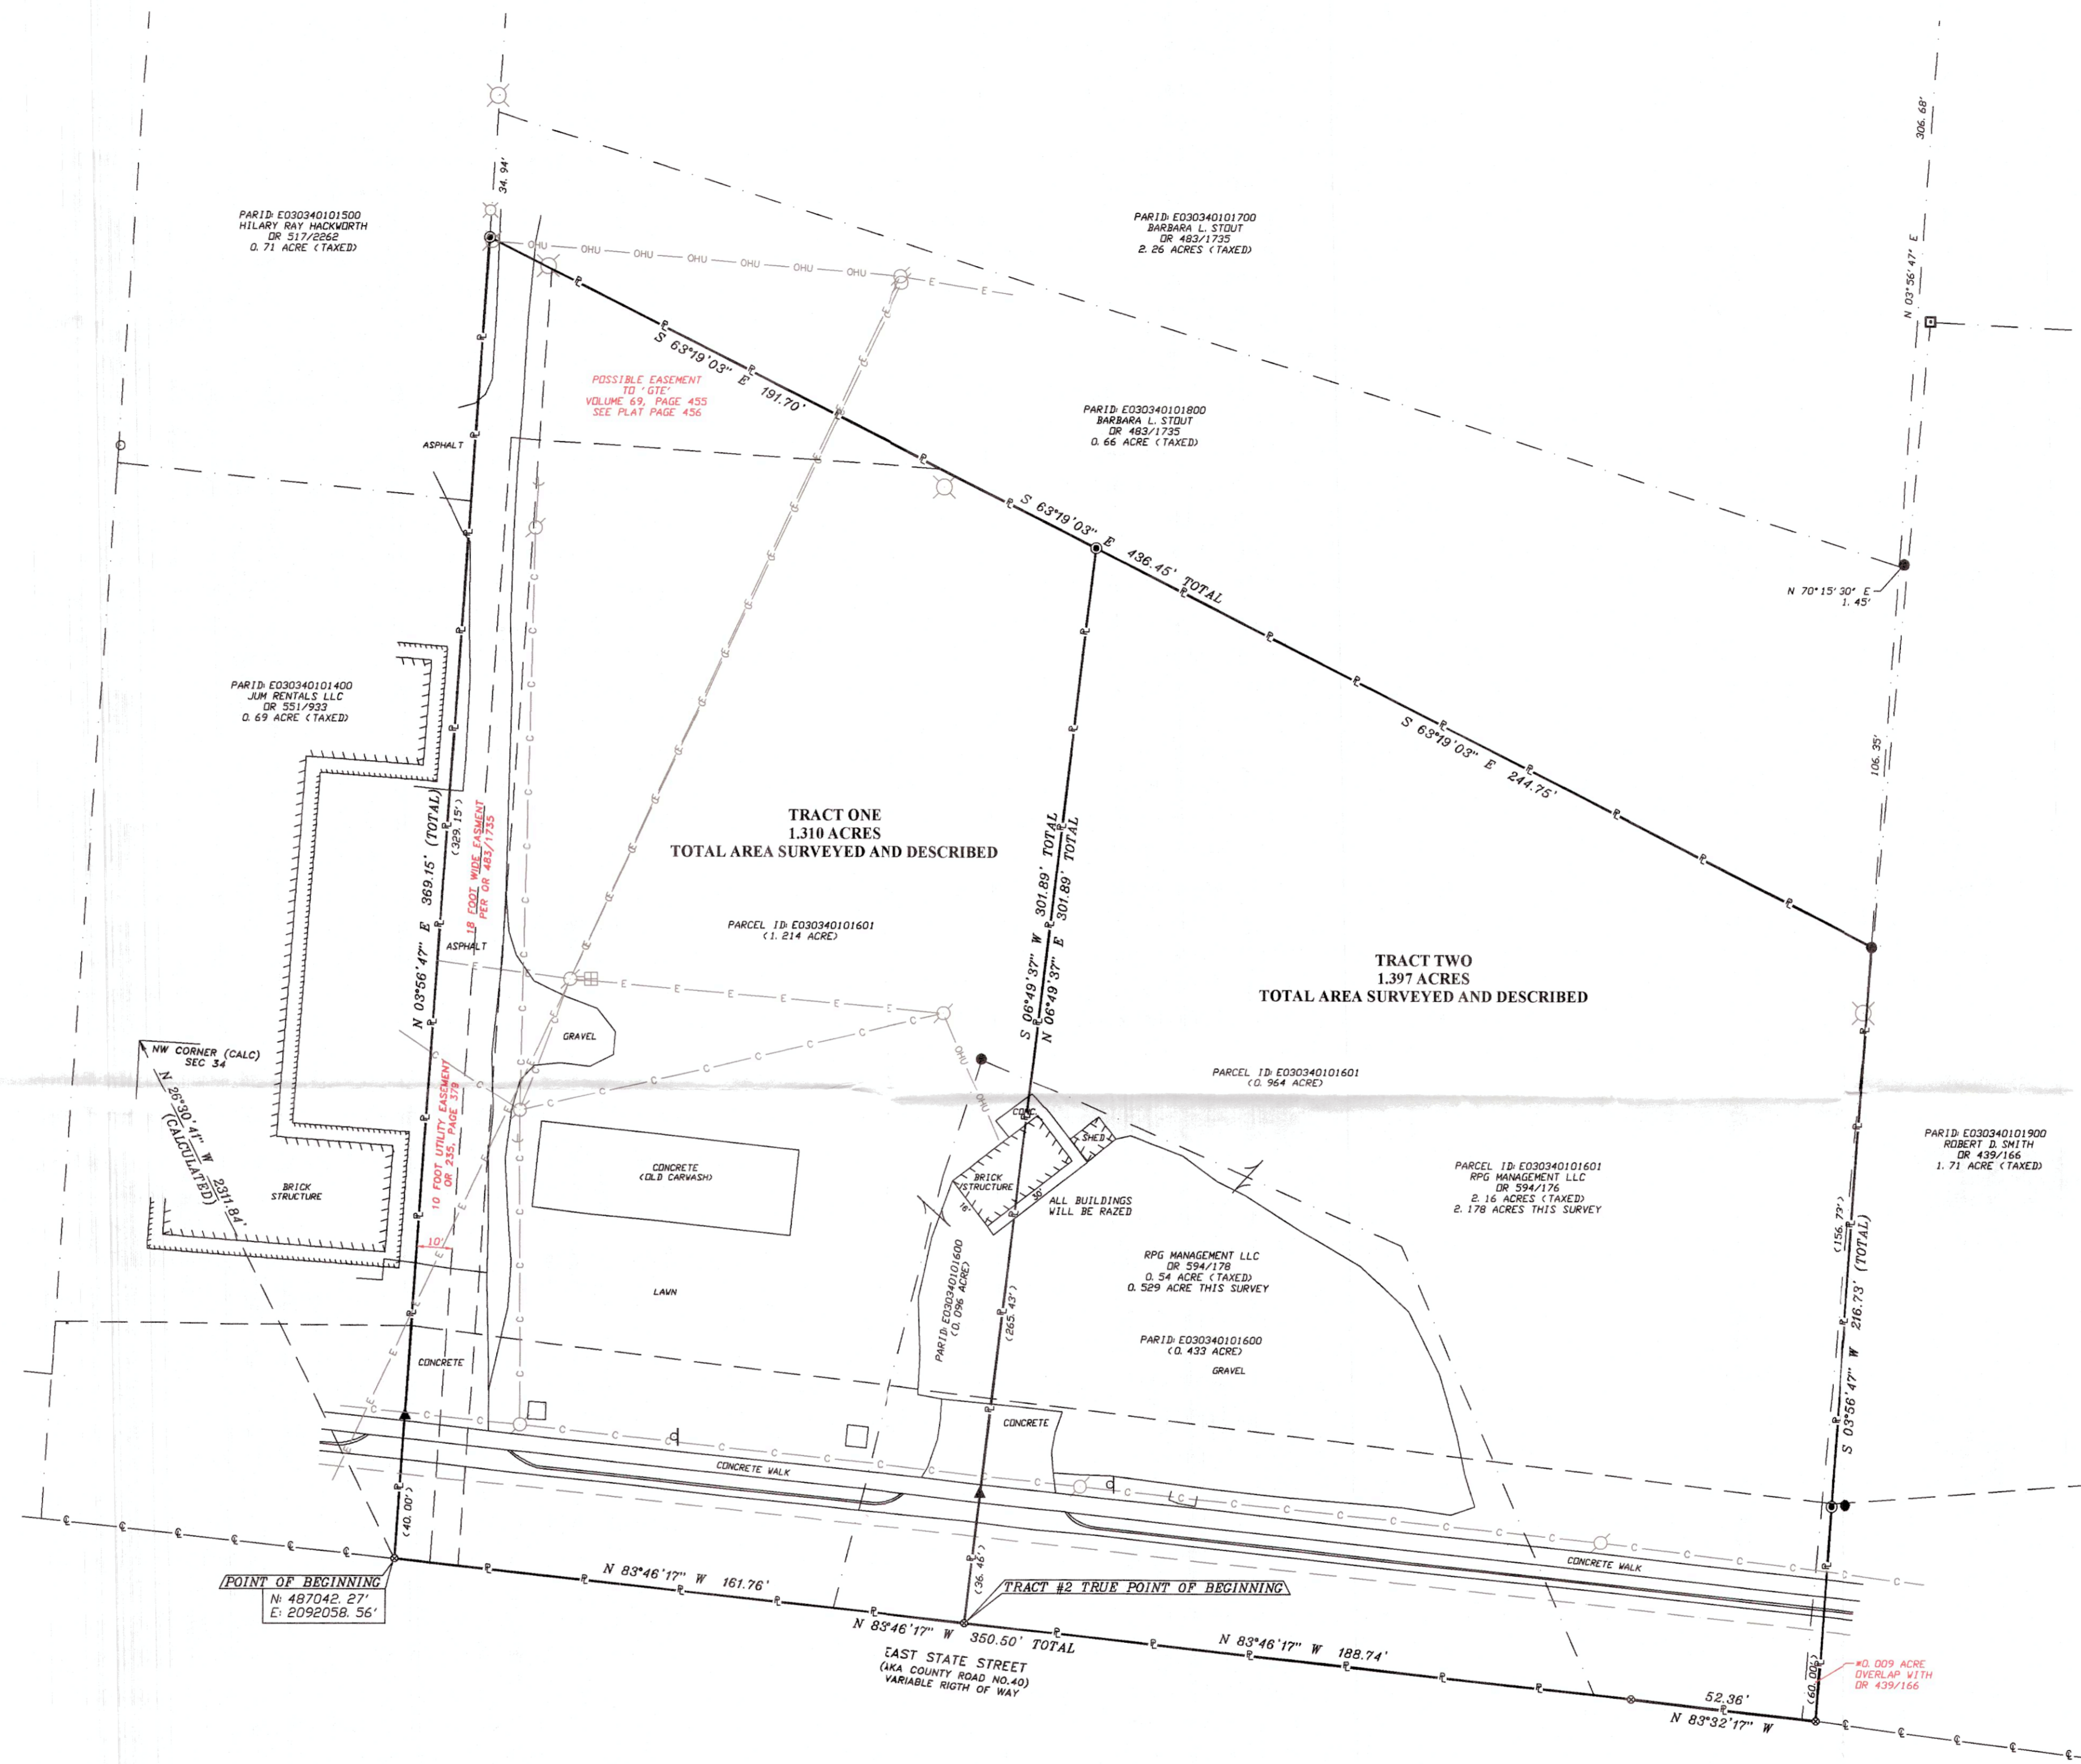 306. 68'
N 03° 56' 47" E
34. 94'
PARID: E030340101500
HILARY RAY HACKWORTH
OR 517/2262
0. 71 ACRE (TAXED)
PARID: E030340101700
BARBARA L. STOUT
OR 483/1735
2. 26 ACRES (TAXED)
OHU OHU OHU OHU OHU OHU OHU E E
S 63°19'03" E 191.70'
POSSIBLE EASEMENT
TO 'GTE'
VOLUME 69, PAGE 455
SEE PLAT PAGE 456
PARID: E030340101800
BARBARA L. STOUT
OR 483/1735
0. 66 ACRE (TAXED)
ASPHALT
S 63°19'03" E 436.45' TOTAL
N 70° 15' 30" E
1. 45'
PARID: E030340101400
JUM RENTALS LLC
OR 551/933
0. 69 ACRE (TAXED)
S 63°19'03" E 244.75'
106. 35'
N 03°56'47" E 369.15' (TOTAL)
(329. 15')
18 FOOT WIDE EASMENT
PER OR 483/1735
TRACT ONE
1.310 ACRES
TOTAL AREA SURVEYED AND DESCRIBED
S 06°49'37" W 301.89' TOTAL
N 06°49'37" E 301.89' TOTAL
PARCEL ID: E030340101601
(1. 214 ACRE)
ASPHALT
TRACT TWO
1.397 ACRES
TOTAL AREA SURVEYED AND DESCRIBED
GRAVEL
NW CORNER (CALC)
SEC 34
N 26°30'41" W 2311.84'
(CALCULATED)
10 FOOT UTILITY EASEMENT
OR 235, PAGE 379
OHU
OHU
PARCEL ID: E030340101601
(0. 964 ACRE)
CONC.
SHED
PARID: E030340101900
ROBERT D. SMITH
OR 439/166
1. 71 ACRE (TAXED)
BRICK
STRUCTURE
CONCRETE
(OLD CARWASH)
BRICK
STRUCTURE
16'
30'
ALL BUILDINGS
WILL BE RAZED
PARCEL ID: E030340101601
RPG MANAGEMENT LLC
OR 594/176
2. 16 ACRES (TAXED)
2. 178 ACRES THIS SURVEY
10'
RPG MANAGEMENT LLC
OR 594/178
0. 54 ACRE (TAXED)
0. 529 ACRE THIS SURVEY
(156. 73')
S 03°56'47" W 216.73' (TOTAL)
LAWN
PARID: E030340101600
(0. 096 ACRE)
(265. 43')
PARID: E030340101600
(0. 433 ACRE)
GRAVEL
CONCRETE
CONCRETE
CONCRETE WALK
(40. 00')
CONCRETE WALK
POINT OF BEGINNING
N: 487042. 27'
E: 2092058. 56'
N 83°46'17" W 161.76'
(36. 46')
TRACT #2 TRUE POINT OF BEGINNING
N 83°46'17" W 350.50' TOTAL
N 83°46'17" W 188.74'
EAST STATE STREET
(AKA COUNTY ROAD NO.40)
VARIABLE RIGTH OF WAY
(60. 00')
*0. 009 ACRE
OVERLAP WITH
OR 439/166
52.36'
N 83°32'17" W